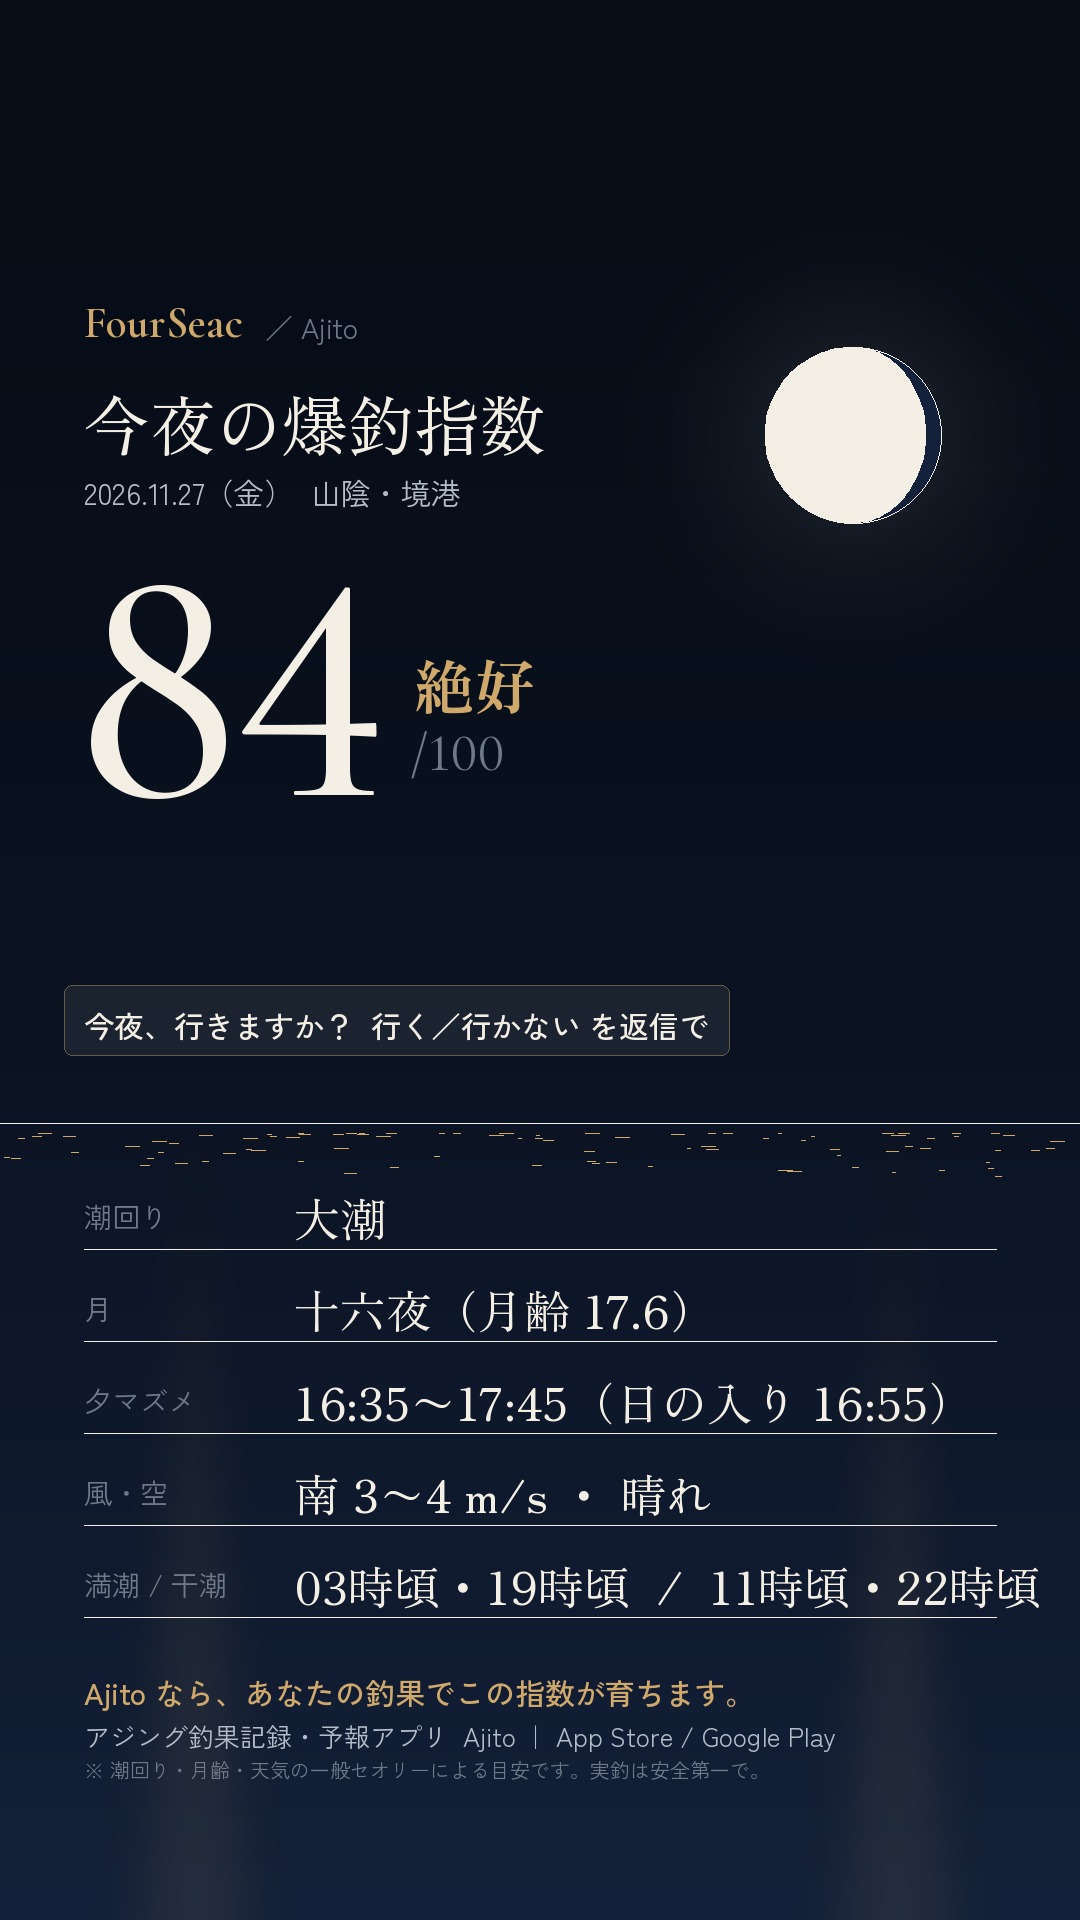 FourSeac ／ Ajito
今夜の爆釣指数
2026.11.27（金） 山陰・境港
84 絶好
/100
今夜、行きますか？ 行く／行かない を返信で
潮回り 大潮
月 十六夜（月齢 17.6）
夕マズメ 16:35〜17:45（日の入り 16:55）
風・空 南 3〜4 m/s ・ 晴れ
満潮 / 干潮 03時頃・19時頃 / 11時頃・22時頃
Ajito なら、あなたの釣果でこの指数が育ちます。
アジング釣果記録・予報アプリ Ajito ｜ App Store / Google Play
※ 潮回り・月齢・天気の一般セオリーによる目安です。実釣は安全第一で。